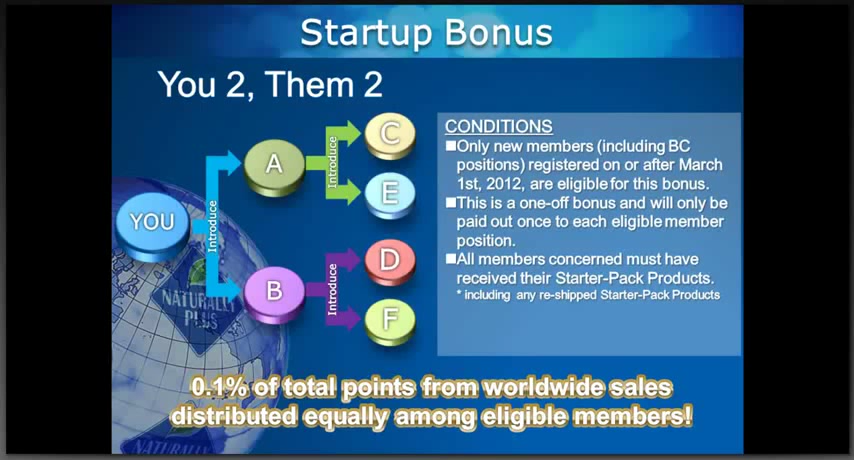 Startup Bonus
You 2, Them 2
YOU
Introduce
A
B
Introduce
Introduce
C
E
D
F
CONDITIONS
■Only new members (including BC
positions) registered on or after March
1st, 2012, are eligible for this bonus.
■This is a one-off bonus and will only be
paid out once to each eligible member
position.
■All members concerned must have
received their Starter-Pack Products.
* including any re-shipped Starter-Pack Products
NATURALLY
PLUS
NATURALLY
0.1% of total points from worldwide sales
distributed equally among eligible members!